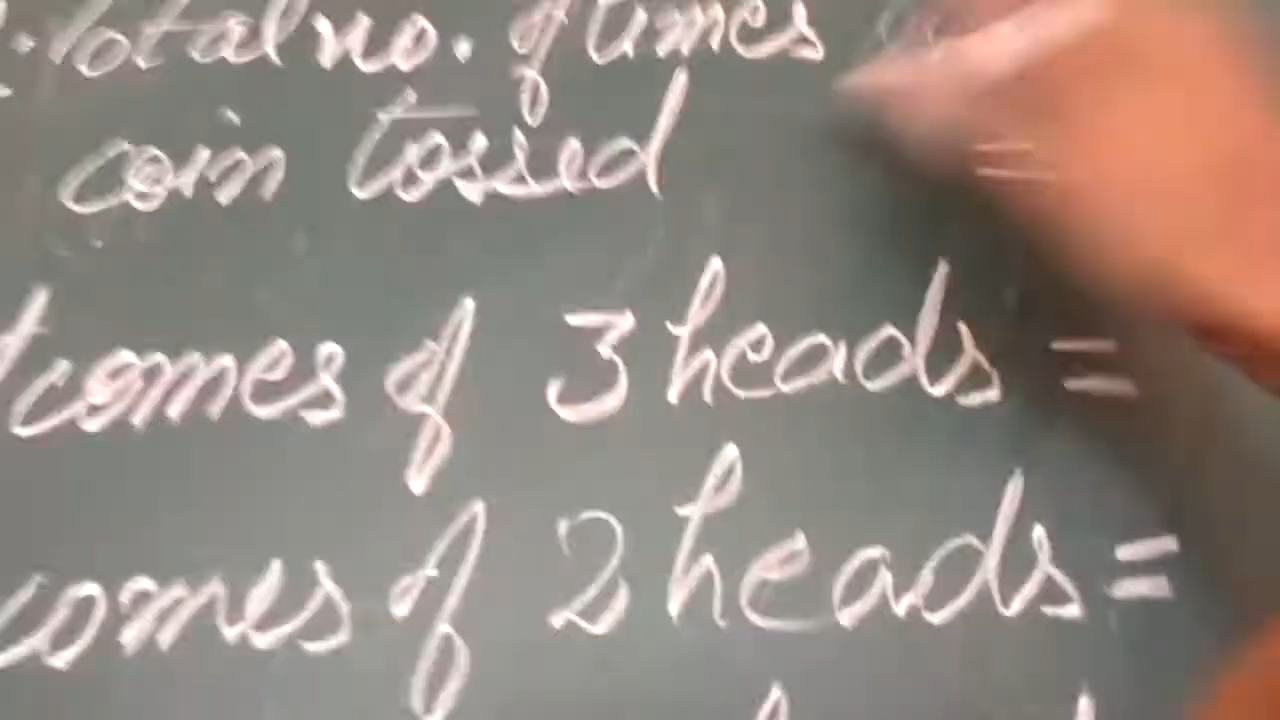 : Total no. of times
coin tossed =
tcomes of 3 heads =
comes of 2 heads =